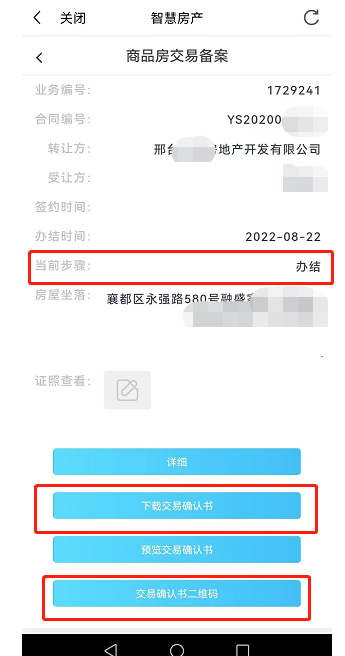 关闭 智慧房产
商品房交易备案
业务编号： 1729241
合同编号： YS20200
转让方： 邢台 地产开发有限公司
受让方：
签约时间：
办结时间： 2022-08-22
当前步骤： 办结
房屋坐落： 襄都区永强路580号融盛
证照查看：
详细
下载交易确认书
预览交易确认书
交易确认书二维码